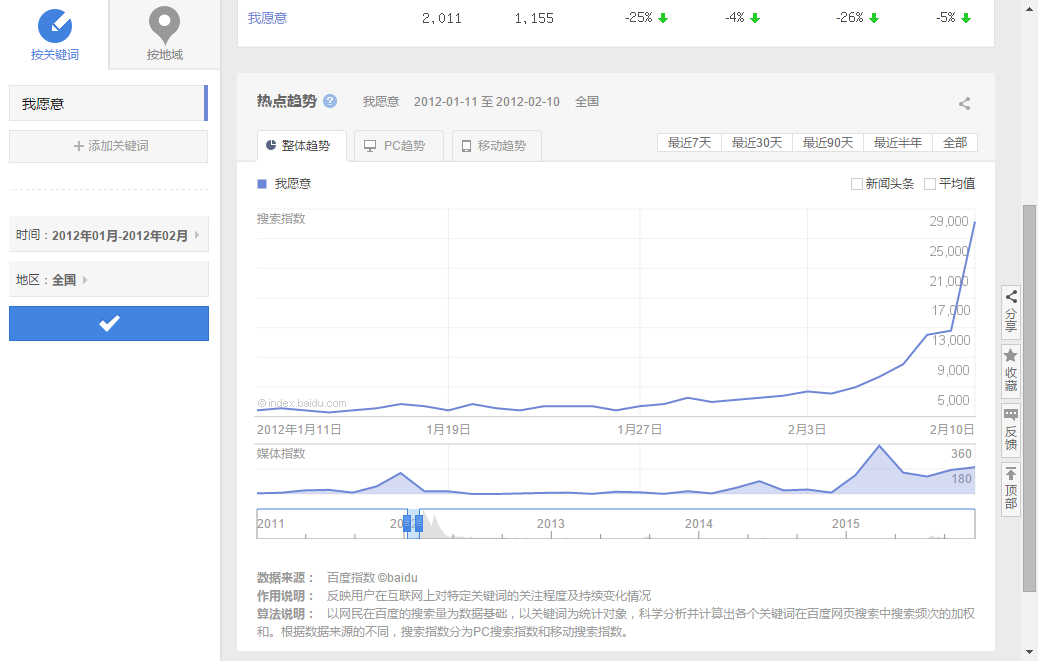 按关键词
按地域
我愿意
添加关键词
时间：2012年01月-2012年02月
地区：全国
我愿意 2,011 1,155 -25% -4% -26% -5%
热点趋势 ? 我愿意 2012-01-11 至 2012-02-10 全国
整体趋势 PC趋势 移动趋势 最近7天 最近30天 最近90天 最近半年 全部
我愿意 新闻头条 平均值
搜索指数
29,000
25,000
21,000
17,000
13,000
9,000
5,000
©index.baidu.com
2012年1月11日 1月19日 1月27日 2月3日 2月10日
媒体指数
360
180
2011 2013 2014 2015
数据来源： 百度指数 ©baidu
作用说明： 反映用户在互联网上对特定关键词的关注程度及持续变化情况
算法说明： 以网民在百度的搜索量为数据基础，以关键词为统计对象，科学分析并计算出各个关键词在百度网页搜索中搜索频次的加权
和。根据数据来源的不同，搜索指数分为PC搜索指数和移动搜索指数。
分享
收藏
反馈
顶部